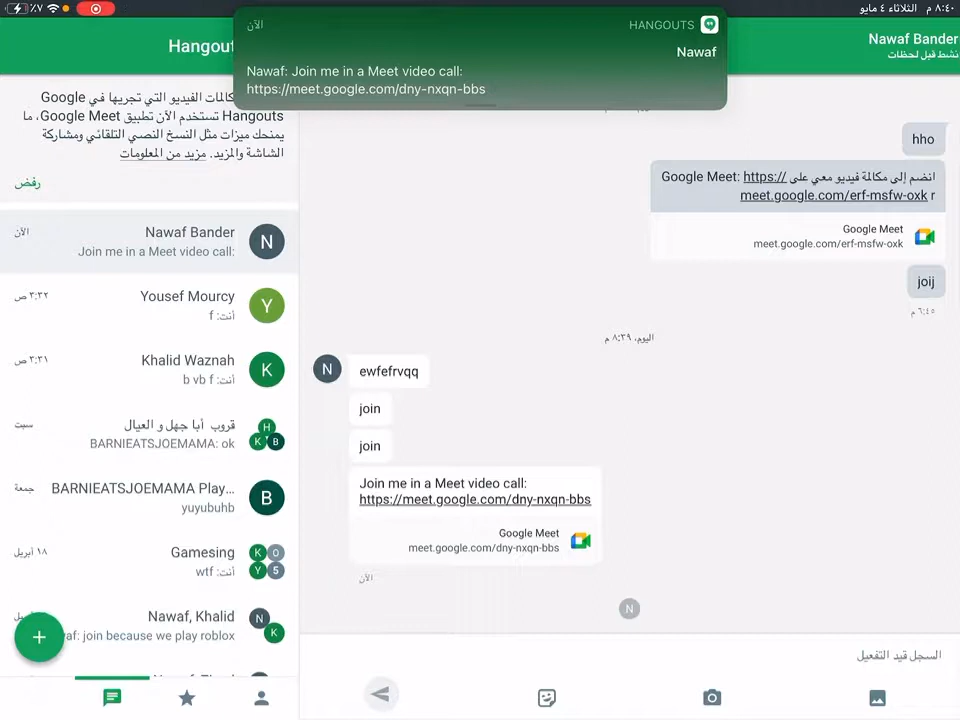 ٨:٤٠ م الثلاثاء ٤ مايو
٪٧
HANGOUTS
الآن
Nawaf
Nawaf: Join me in a Meet video call:
https://meet.google.com/dny-nxqn-bbs
Hangout
Nawaf Bander
نشط قبل لحظات
كالمات الفيديو التي تجريها في Google
Hangouts تستخدم الآن تطبيق Google Meet، ما
يمنحك ميزات مثل النسخ النصي التلقائي ومشاركة
الشاشة والمزيد. مزيد من المعلومات
رفض
Nawaf Bander
الآن
Join me in a Meet video call:
N
Yousef Mourcy
٣:٣٢ ص
أنت: f
Y
Khalid Waznah
٣:٣١ ص
أنت: b vb f
K
قروب أبا جهل و العيال
سبت
BARNIEATSJOEMAMA: ok
H
K B
BARNIEATSJOEMAMA Play...
جمعة
yuyubuhb
B
Gamesing
١٨ أبريل
أنت: wtf
K O
Y 5
Nawaf, Khalid
af: join because we play roblox
N
K
hho
انضم إلى مكالمة فيديو معي على Google Meet: https://
meet.google.com/erf-msfw-oxk r
Google Meet
meet.google.com/erf-msfw-oxk
joij
٦:٤٥ م
اليوم، ٨:٣٩ م
N
ewfefrvqq
join
join
Join me in a Meet video call:
https://meet.google.com/dny-nxqn-bbs
Google Meet
meet.google.com/dny-nxqn-bbs
الآن
N
السجل قيد التفعيل